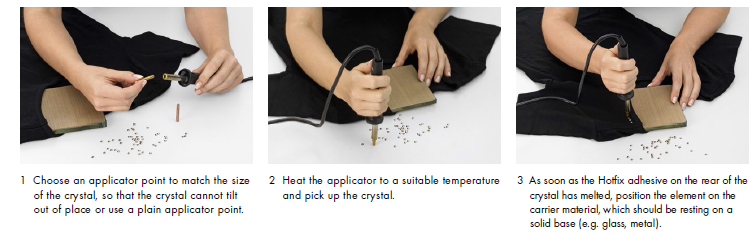 1 Choose an applicator point to match the size
of the crystal, so that the crystal cannot tilt
out of place or use a plain applicator point.
2 Heat the applicator to a suitable temperature
and pick up the crystal.
3 As soon as the Hotfix adhesive on the rear of the
crystal has melted, position the element on the
carrier material, which should be resting on a
solid base (e.g. glass, metal).